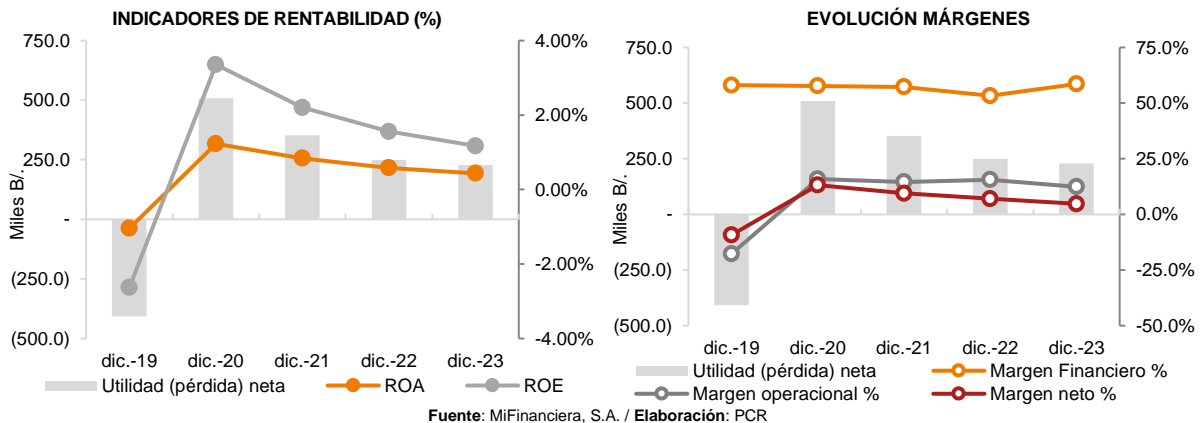 INDICADORES DE RENTABILIDAD (%)
750.0
500.0
250.0
-
(250.0)
(500.0)
Miles B/.
4.00%
2.00%
0.00%
-2.00%
-4.00%
dic.-19 dic.-20 dic.-21 dic.-22 dic.-23
Utilidad (pérdida) neta ROA ROE
EVOLUCIÓN MÁRGENES
750.0
500.0
250.0
-
(250.0)
(500.0)
Miles B/.
75.0%
50.0%
25.0%
0.0%
-25.0%
-50.0%
dic.-19 dic.-20 dic.-21 dic.-22 dic.-23
Utilidad (pérdida) neta Margen Financiero %
Margen operacional % Margen neto %
Fuente: MiFinanciera, S.A. / Elaboración: PCR